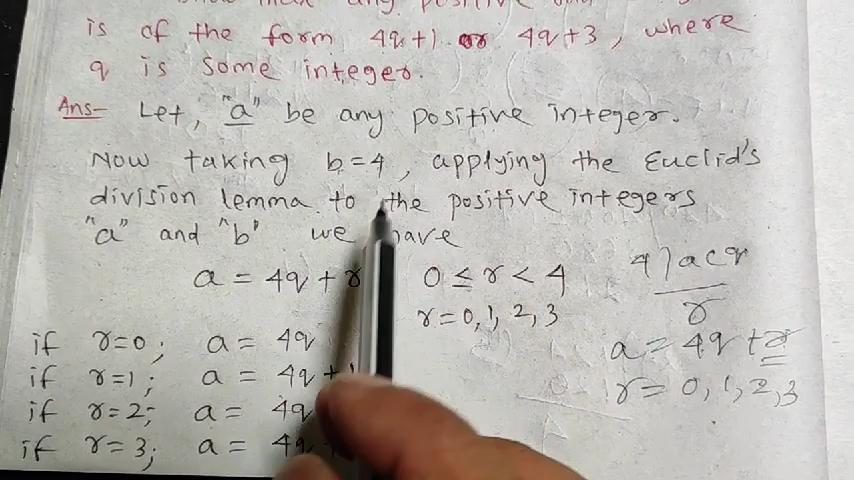 is of the form 4q+1 or 4q+3, where
q is some integer.
Ans- Let, "a" be any positive integer.
Now taking b=4, applying the Euclid's
division lemma to the positive integers
"a" and "b" we have
a = 4q + r 0 ≤ r < 4
r=0,1,2,3
4)a(q
r
a = 4q + r
r = 0,1,2,3
if r=0; a = 4q
if r=1; a = 4q+1
if r=2; a = 4q
if r=3; a = 4q